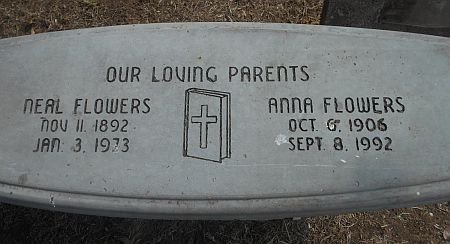 OUR LOVING PARENTS
NEAL FLOWERS
NOV 11. 1892
JAN. 3, 1973
ANNA FLOWERS
OCT. 6, 1906
SEPT. 8, 1992